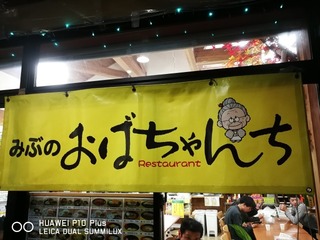 みぶの おばちゃんち
Restaurant
HUAWEI P10 Plus
LEICA DUAL SUMMILUX